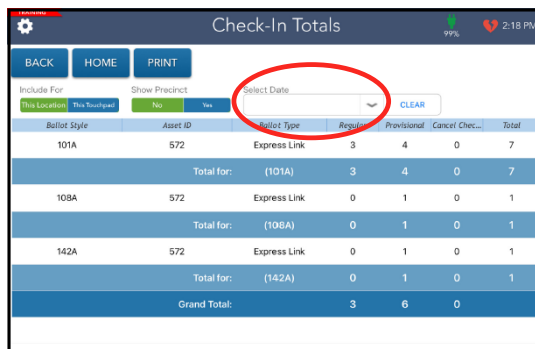 TRAINING
Check-In Totals
99%
2:18 PM
BACK HOME PRINT
Include For Show Precinct Select Date
This Location This Touchpad No Yes CLEAR
Ballot Style Asset ID Ballot Type Regular Provisional Cancel Chec... Total
101A 572 Express Link 3 4 0 7
Total for: (101A) 3 4 0 7
108A 572 Express Link 0 1 0 1
Total for: (108A) 0 1 0 1
142A 572 Express Link 0 1 0 1
Total for: (142A) 0 1 0 1
Grand Total: 3 6 0